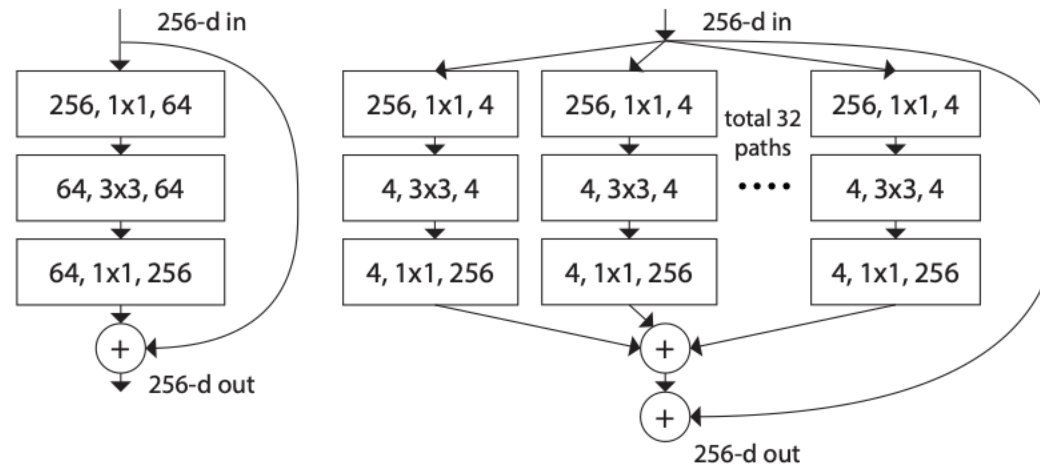 256-d in
256, 1x1, 64
64, 3x3, 64
64, 1x1, 256
+
256-d out
256-d in
256, 1x1, 4
4, 3x3, 4
4, 1x1, 256
256, 1x1, 4
4, 3x3, 4
4, 1x1, 256
total 32
paths
....
256, 1x1, 4
4, 3x3, 4
4, 1x1, 256
+
+
256-d out